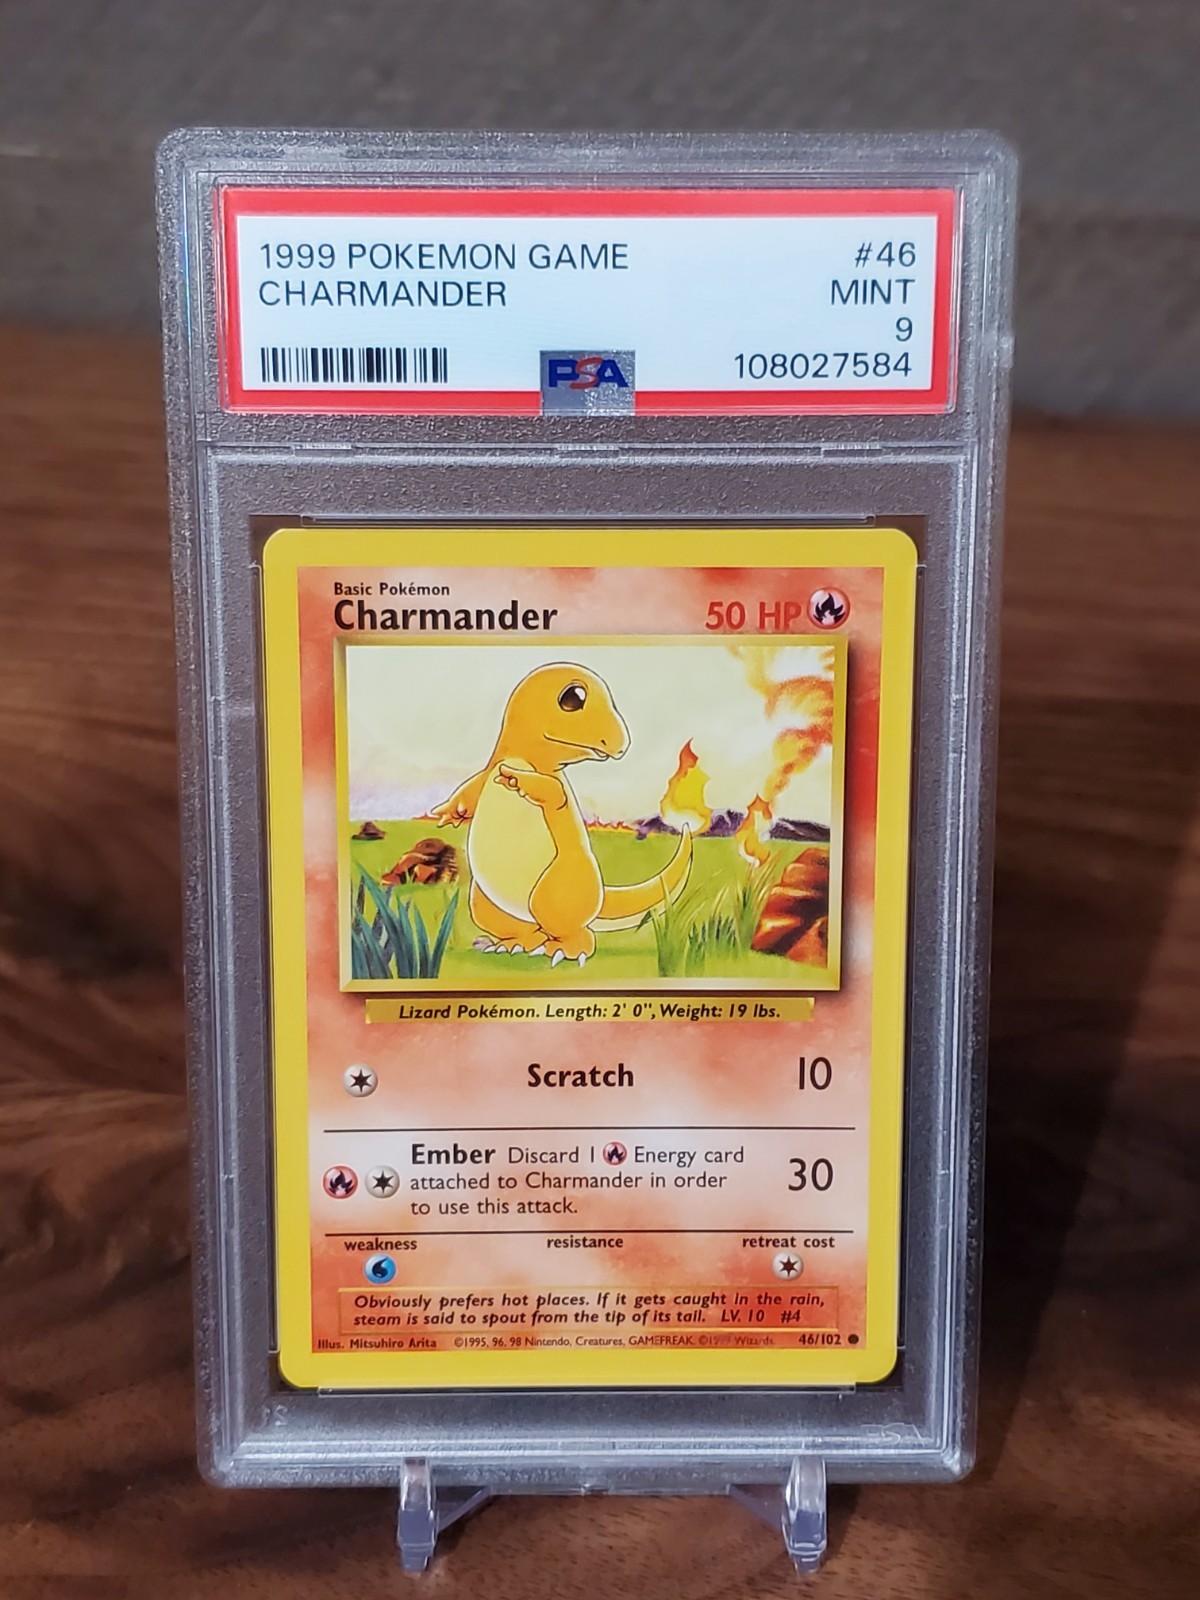 1999 POKEMON GAME #46
CHARMANDER MINT
9
PSA 108027584
Basic Pokémon
Charmander 50 HP
Lizard Pokémon. Length: 2' 0", Weight: 19 lbs.
Scratch 10
Ember Discard 1 Energy card
attached to Charmander in order
to use this attack.
30
weakness resistance retreat cost
Obviously prefers hot places. If it gets caught in the rain,
steam is said to spout from the tip of its tail. LV. 10 #4
Illus. Mitsuhiro Arita ©1995, 96, 98 Nintendo, Creatures, GAMEFREAK. ©1999 Wizards. 46/102